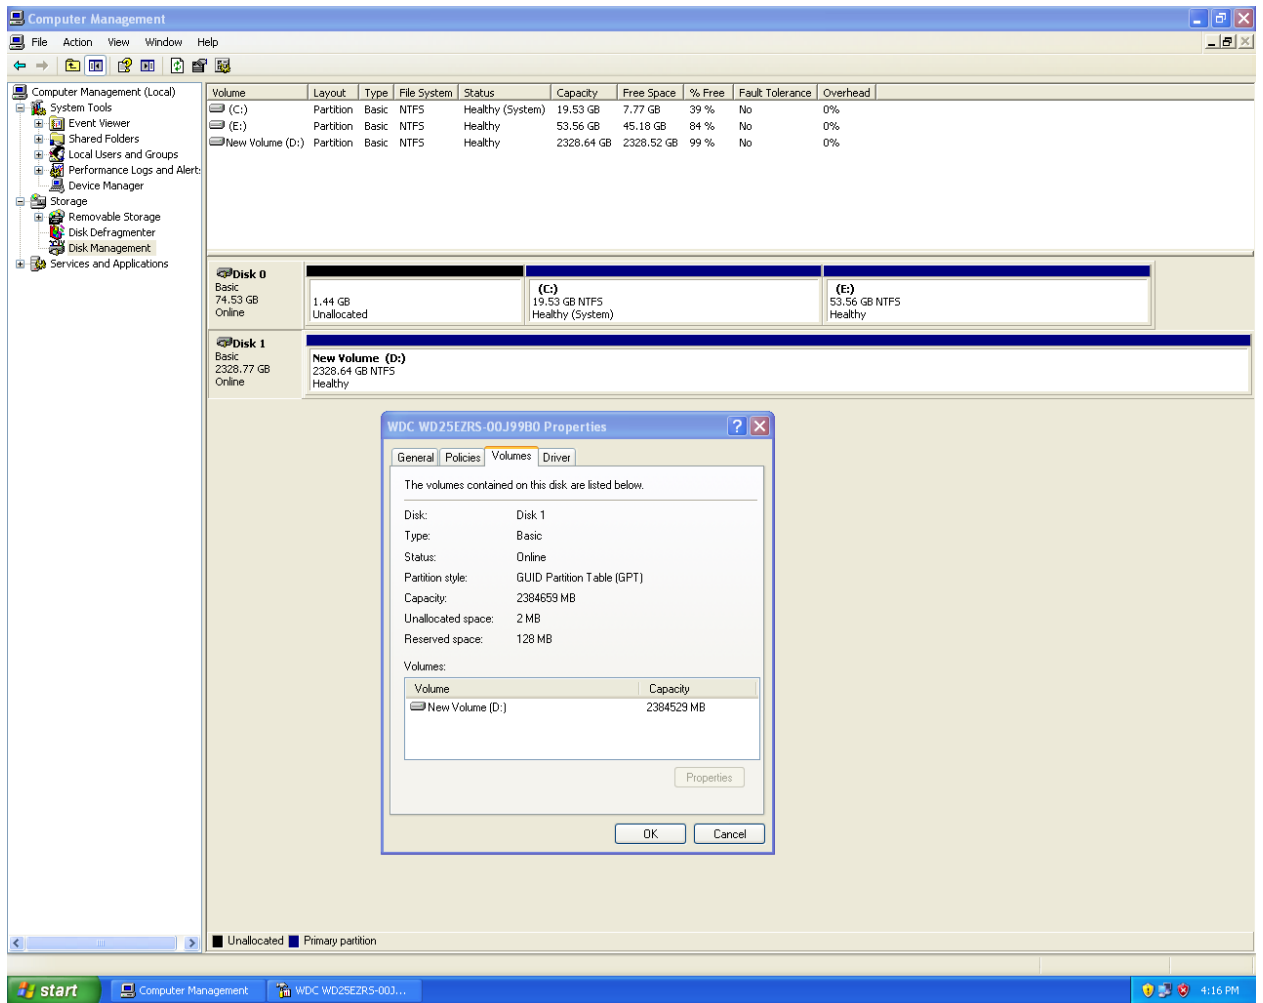 Computer Management
File Action View Window Help
Computer Management (Local)
System Tools
Event Viewer
Shared Folders
Local Users and Groups
Performance Logs and Alert
Device Manager
Storage
Removable Storage
Disk Defragmenter
Disk Management
Services and Applications
Volume Layout Type File System Status Capacity Free Space % Free Fault Tolerance Overhead
(C:) Partition Basic NTFS Healthy (System) 19.53 GB 7.77 GB 39 % No 0%
(E:) Partition Basic NTFS Healthy 53.56 GB 45.18 GB 84 % No 0%
New Volume (D:) Partition Basic NTFS Healthy 2328.64 GB 2328.52 GB 99 % No 0%
Disk 0
Basic
74.53 GB
Online
1.44 GB
Unallocated
(C:)
19.53 GB NTFS
Healthy (System)
(E:)
53.56 GB NTFS
Healthy
Disk 1
Basic
2328.77 GB
Online
New Volume (D:)
2328.64 GB NTFS
Healthy
WDC WD25EZRS-00J99B0 Properties
General Policies Volumes Driver
The volumes contained on this disk are listed below.
Disk: Disk 1
Type: Basic
Status: Online
Partition style: GUID Partition Table (GPT)
Capacity: 2384659 MB
Unallocated space: 2 MB
Reserved space: 128 MB
Volumes:
Volume Capacity
New Volume (D:) 2384529 MB
Properties
OK Cancel
Unallocated Primary partition
start Computer Management WDC WD25EZRS-00J... 4:16 PM